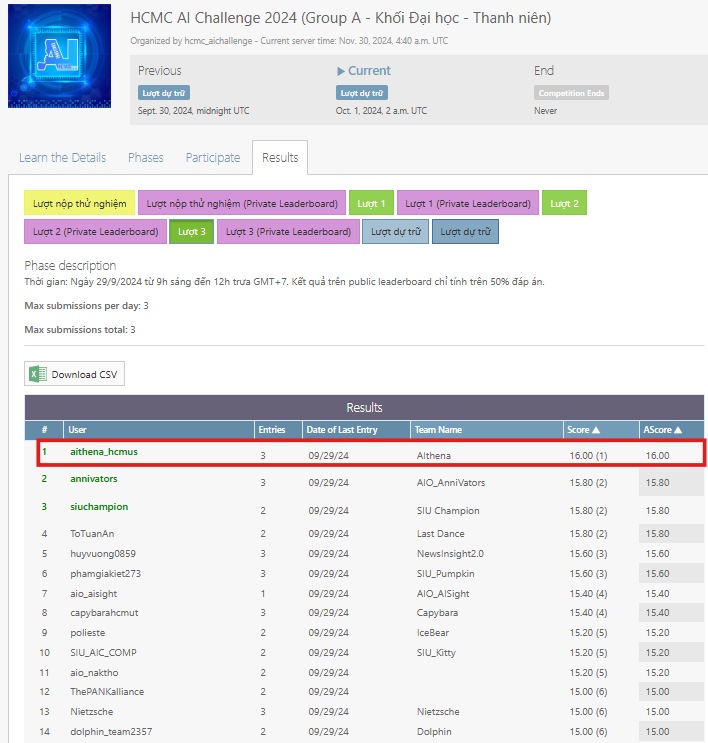 HCMC AI Challenge 2024 (Group A - Khối Đại học - Thanh niên)
Organized by hcmc_aichallenge - Current server time: Nov. 30, 2024, 4:40 a.m. UTC
Previous ▶ Current End
Lượt dự trữ Lượt dự trữ Competition Ends
Sept. 30, 2024, midnight UTC Oct. 1, 2024, 2 a.m. UTC Never
Learn the Details Phases Participate Results
Lượt nộp thử nghiệm Lượt nộp thử nghiệm (Private Leaderboard) Lượt 1 Lượt 1 (Private Leaderboard) Lượt 2
Lượt 2 (Private Leaderboard) Lượt 3 Lượt 3 (Private Leaderboard) Lượt dự trữ Lượt dự trữ
Phase description
Thời gian: Ngày 29/9/2024 từ 9h sáng đến 12h trưa GMT+7. Kết quả trên public leaderboard chỉ tính trên 50% đáp án.
Max submissions per day: 3
Max submissions total: 3
Download CSV
Results
# User Entries Date of Last Entry Team Name Score ▲ AScore ▲
1 aithena_hcmus 3 09/29/24 AIthena 16.00 (1) 16.00
2 annivators 3 09/29/24 AIO_AnniVators 15.80 (2) 15.80
3 siuchampion 2 09/29/24 SIU Champion 15.80 (2) 15.80
4 ToTuanAn 2 09/29/24 Last Dance 15.80 (2) 15.80
5 huyvuong0859 3 09/29/24 NewsInsight2.0 15.60 (3) 15.60
6 phamgiakiet273 3 09/29/24 SIU_Pumpkin 15.60 (3) 15.60
7 aio_aisight 1 09/29/24 AIO_AISight 15.40 (4) 15.40
8 capybarahcmut 3 09/29/24 Capybara 15.40 (4) 15.40
9 polieste 2 09/29/24 IceBear 15.20 (5) 15.20
10 SIU_AIC_COMP 2 09/29/24 SIU_Kitty 15.20 (5) 15.20
11 aio_naktho 2 09/29/24 15.20 (5) 15.20
12 ThePANKalliance 2 09/29/24 15.00 (6) 15.00
13 Nietzsche 3 09/29/24 Nietzsche 15.00 (6) 15.00
14 dolphin_team2357 2 09/29/24 Dolphin 15.00 (6) 15.00